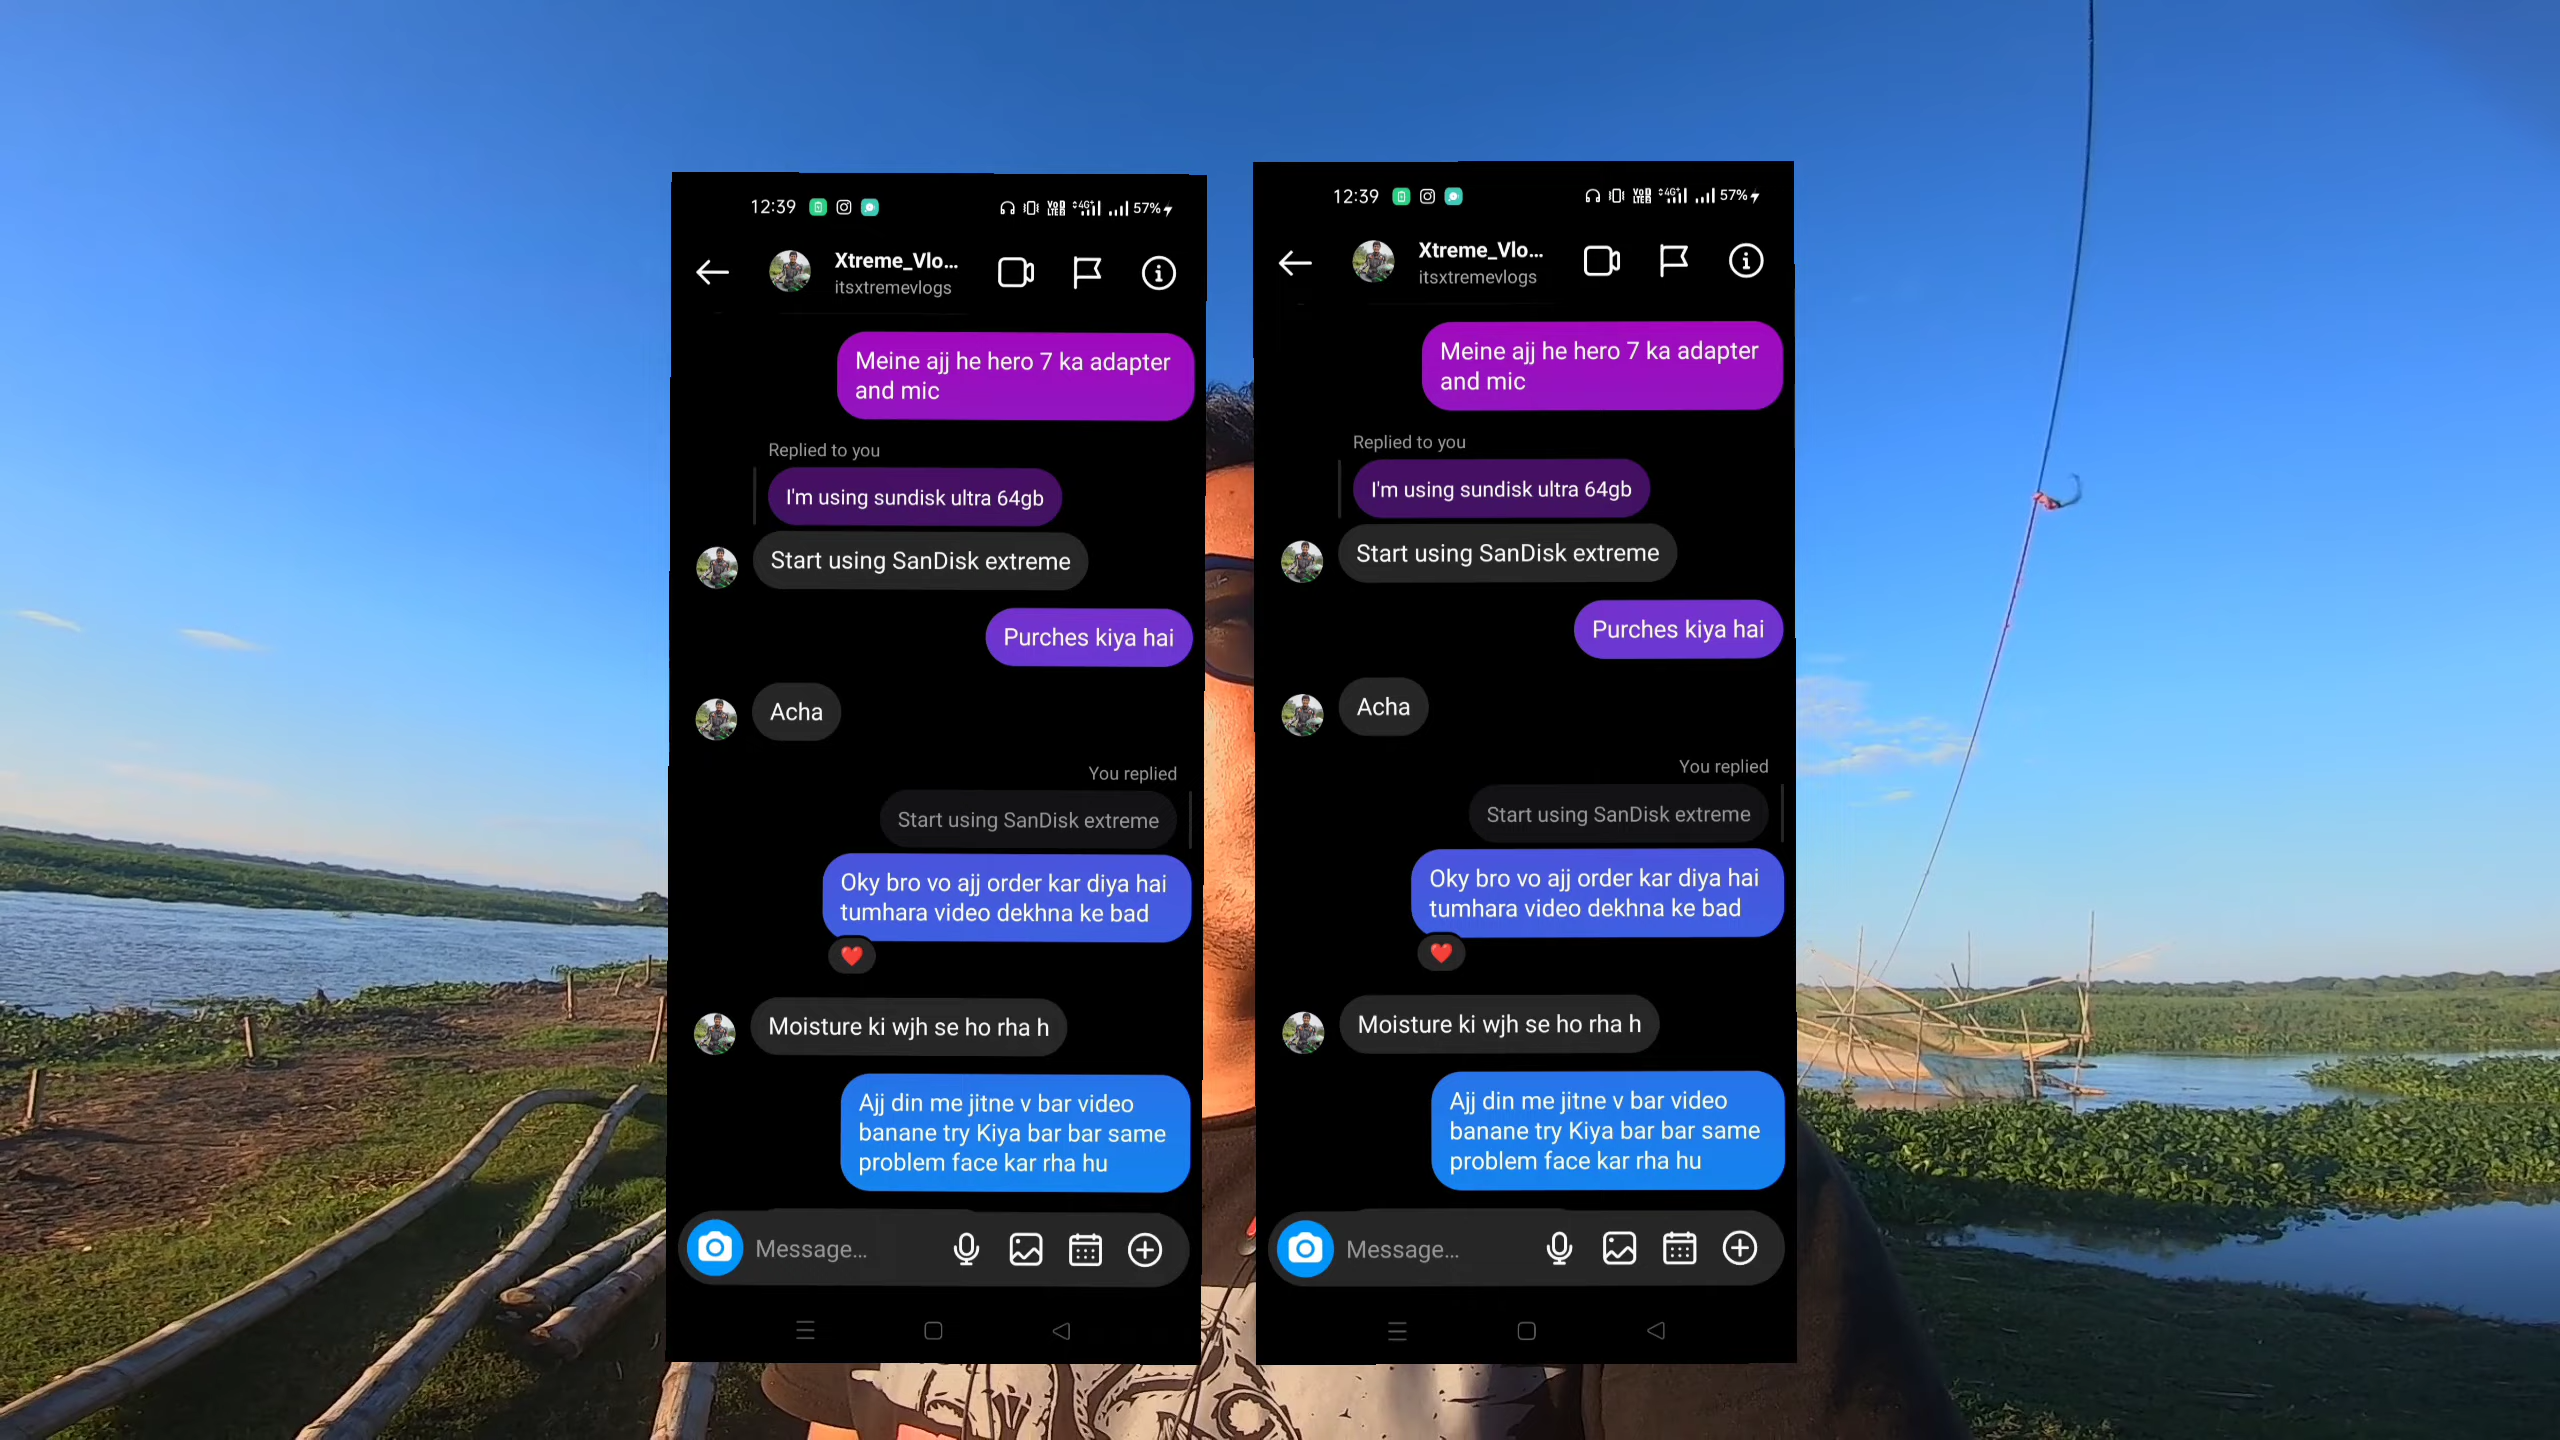 12:39
57%
Xtreme_Vlo...
itsxtremevlogs
Meine ajj he hero 7 ka adapter
and mic
Replied to you
I'm using sundisk ultra 64gb
Start using SanDisk extreme
Purches kiya hai
Acha
You replied
Start using SanDisk extreme
Oky bro vo ajj order kar diya hai
tumhara video dekhna ke bad
Moisture ki wjh se ho rha h
Ajj din me jitne v bar video
banane try Kiya bar bar same
problem face kar rha hu
Message...
12:39
57%
Xtreme_Vlo...
itsxtremevlogs
Meine ajj he hero 7 ka adapter
and mic
Replied to you
I'm using sundisk ultra 64gb
Start using SanDisk extreme
Purches kiya hai
Acha
You replied
Start using SanDisk extreme
Oky bro vo ajj order kar diya hai
tumhara video dekhna ke bad
Moisture ki wjh se ho rha h
Ajj din me jitne v bar video
banane try Kiya bar bar same
problem face kar rha hu
Message...